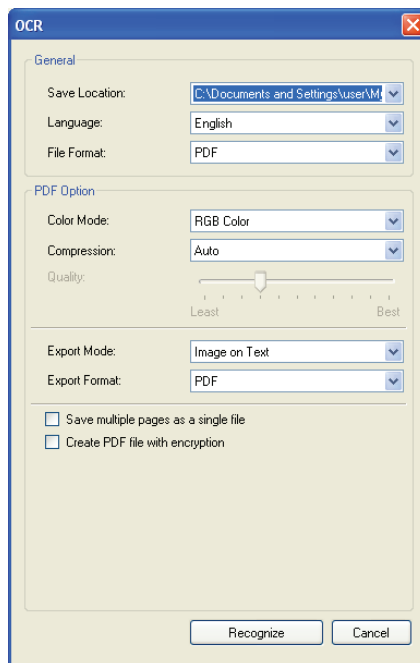 OCR
General
Save Location: C:\Documents and Settings\user\M
Language: English
File Format: PDF
PDF Option
Color Mode: RGB Color
Compression: Auto
Quality:
Least Best
Export Mode: Image on Text
Export Format: PDF
Save multiple pages as a single file
Create PDF file with encryption
Recognize Cancel